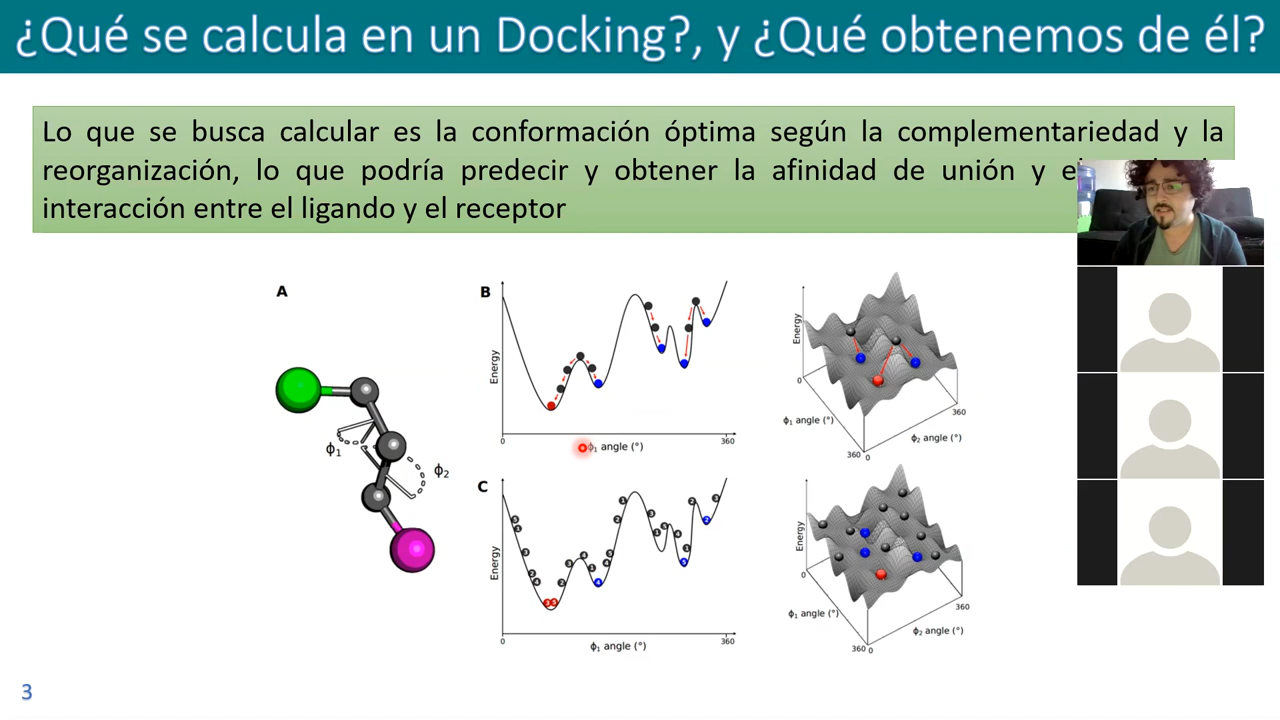 ¿Qué se calcula en un Docking?, y ¿Qué obtenemos de él?
Lo que se busca calcular es la conformación óptima según la complementariedad y la
reorganización, lo que podría predecir y obtener la afinidad de unión y
interacción entre el ligando y el receptor
A
ϕ1
ϕ2
B
Energy
0
ϕ1 angle (°)
360
Energy
0
ϕ1 angle (°)
360
0
ϕ2 angle (°)
360
C
Energy
0
ϕ1 angle (°)
360
Energy
0
ϕ1 angle (°)
360
0
ϕ2 angle (°)
360
3